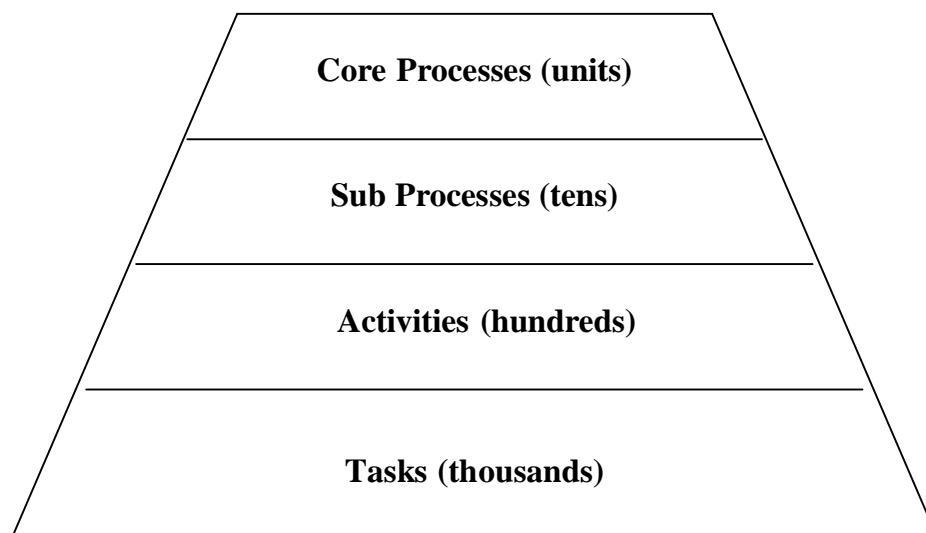 Core Processes (units)
Sub Processes (tens)
Activities (hundreds)
Tasks (thousands)